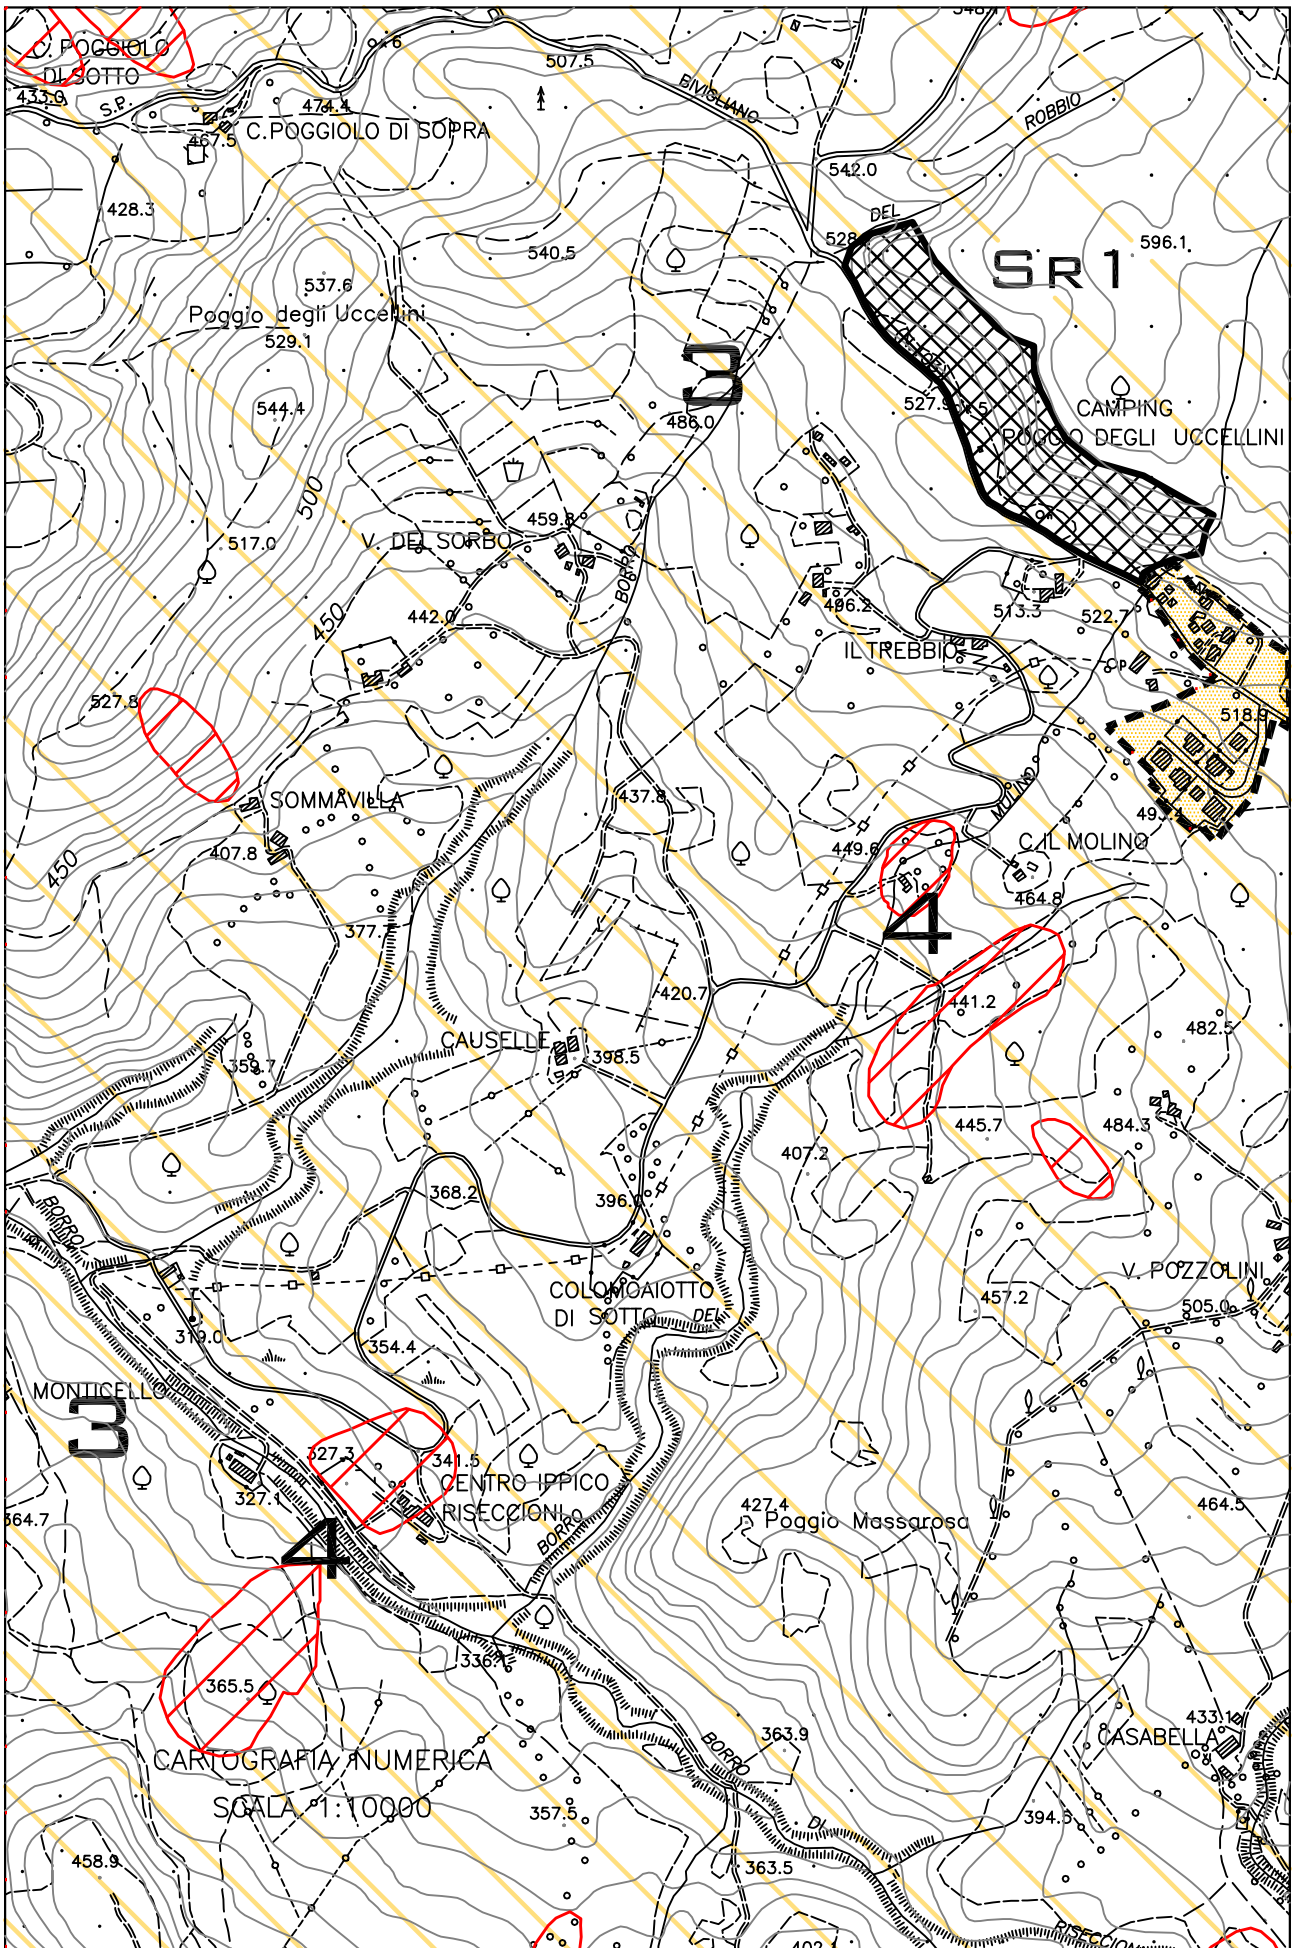 548.
C. POGGIOLO
DI SOTTO
6
507.5
433.0
S.P.
474.4
BIVIGLIANO
ROBBIO
467.5
C.POGGIOLO DI SOPRA
542.0
428.3
DEL
528
596.1
540.5
SR1
537.6
Poggio degli Uccellini
529.1
3
544.4
527.9
CAMPING
486.0
POGGIO DEGLI UCCELLINI
500
459.8
517.0
V. DEL SORBO
BORRO
450
442.0
496.2
513.3
522.7
IL TREBBIO
527.8
518.9
SOMMAVILLA
437.8
MULINO
449.6
C.IL MOLINO
407.8
450
464.8
377.
4
420.7
441.2
482.5
CAUSELLE
398.5
359.7
445.7
484.3
407.2
368.2
396.0
BORRO
V. POZZOLINI
COLOMOAIOTTO
DI SOTTO
DEL
457.2
505.0
319.0
354.4
MONTICELLO
3
327.3
341.5
CENTRO IPPICO
RISECCIONI
327.1
427.4
Poggio Massarosa
464.5
364.7
BORRO
4
336.
365.5
433.1
CASABELLA
363.9
BORRO
CARTOGRAFIA NUMERICA
SCALA 1:10000
357.5
394.3
DI
458.9
363.5
RISECCIONI
402.1